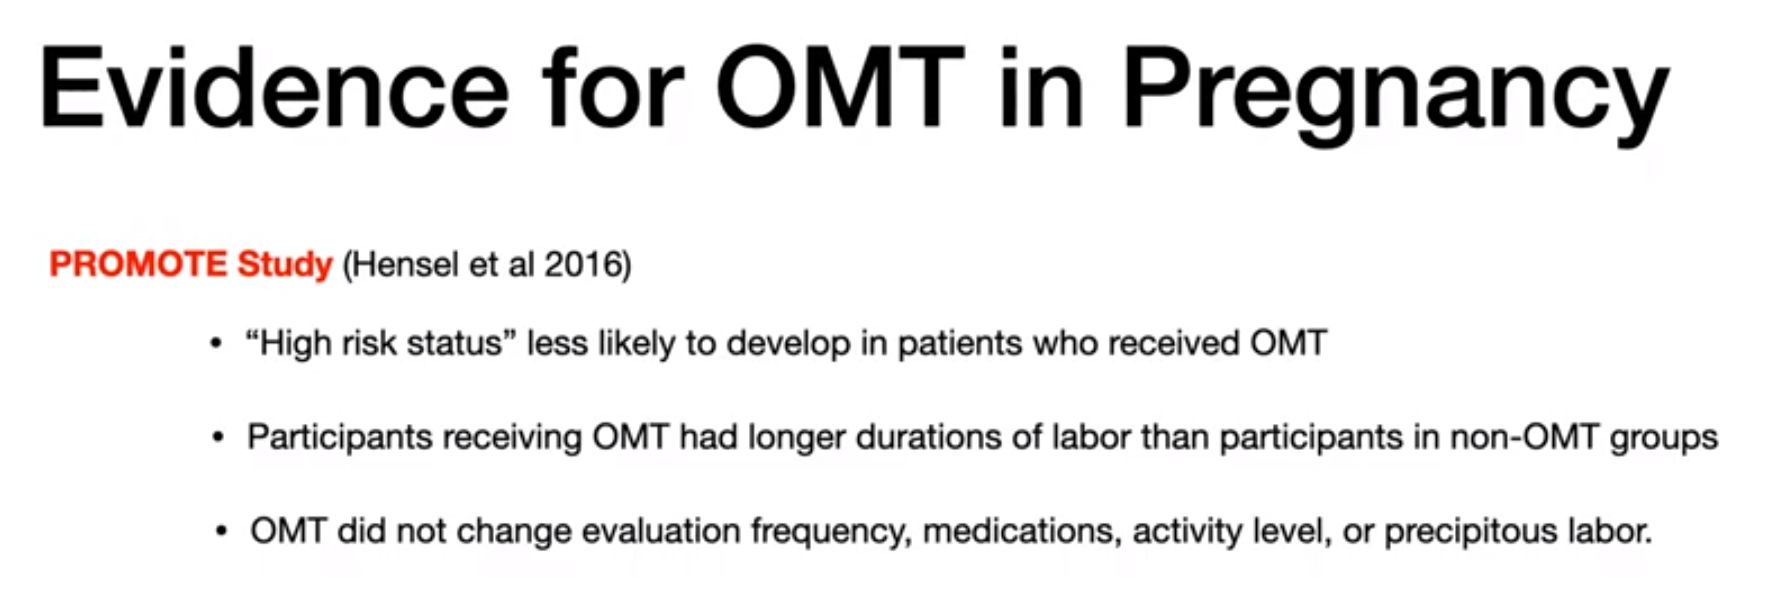 Evidence for OMT in Pregnancy
PROMOTE Study (Hensel et al 2016)
• “High risk status” less likely to develop in patients who received OMT
• Participants receiving OMT had longer durations of labor than participants in non-OMT groups
• OMT did not change evaluation frequency, medications, activity level, or precipitous labor.